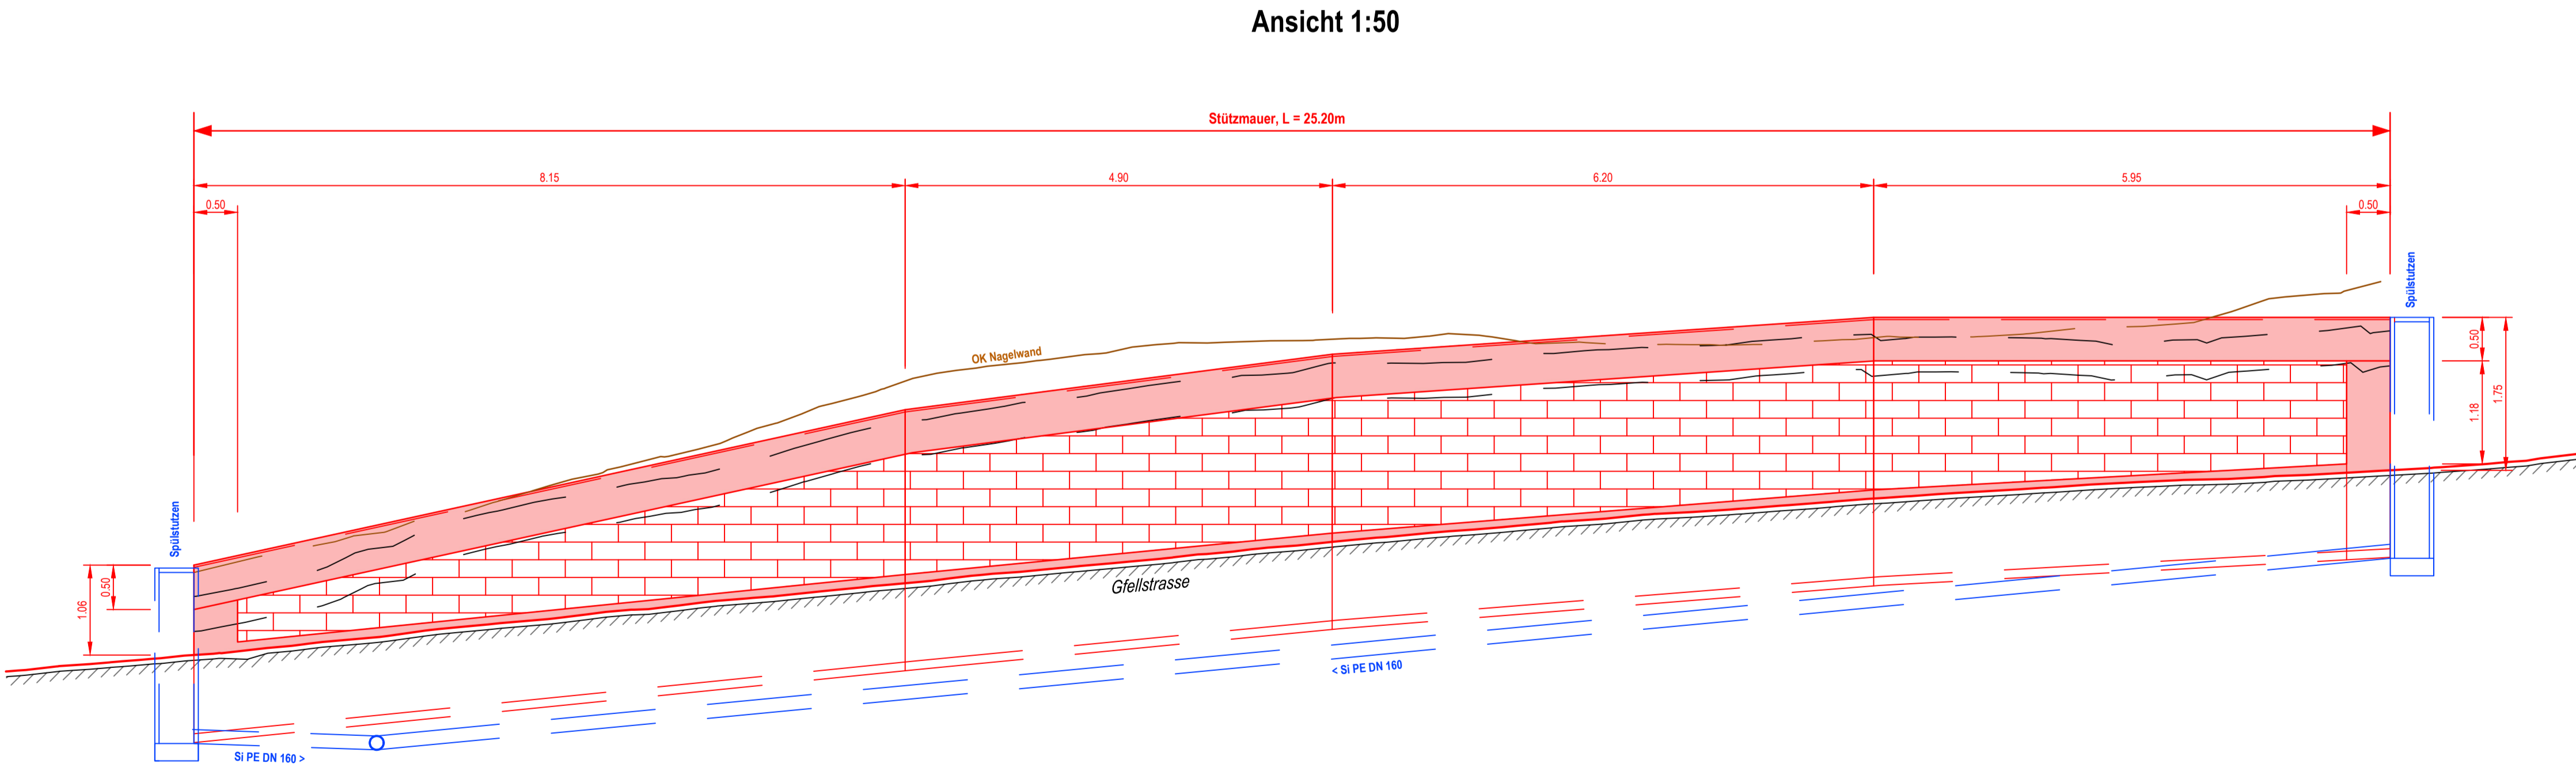 Ansicht 1:50
Stützmauer, L = 25.20m
8.15
4.90
6.20
5.95
0.50
0.50
Spülstutzen
OK Nagelwand
0.50
1.18
1.75
Spülstutzen
0.50
1.06
Gfellstrasse
< Si PE DN 160
Si PE DN 160 >